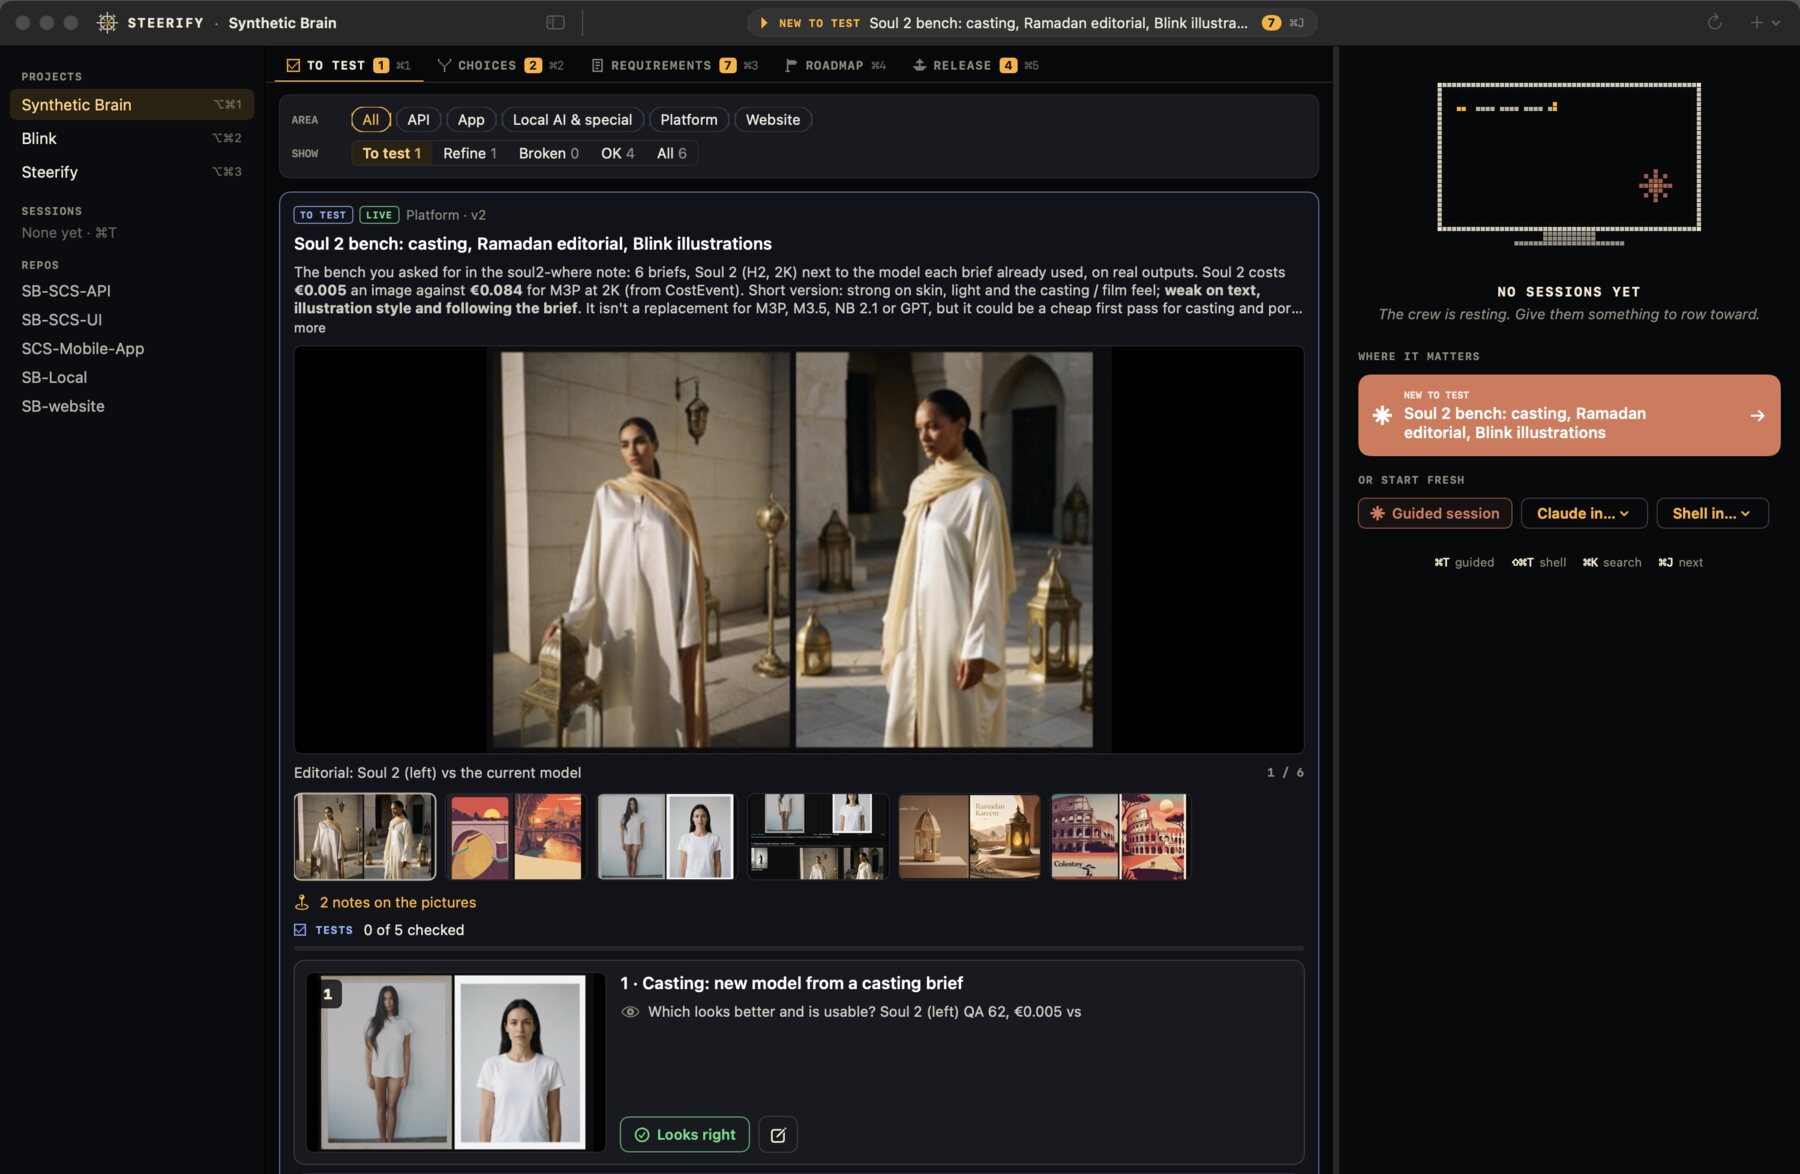 STEERIFY · Synthetic Brain
NEW TO TEST Soul 2 bench: casting, Ramadan editorial, Blink illustra... 7 ⌘J
PROJECTS
Synthetic Brain ⌥⌘1
Blink ⌥⌘2
Steerify ⌥⌘3
SESSIONS
None yet · ⌘T
REPOS
SB-SCS-API
SB-SCS-UI
SCS-Mobile-App
SB-Local
SB-website
TO TEST 1 ⌘1 CHOICES 2 ⌘2 REQUIREMENTS 7 ⌘3 ROADMAP ⌘4 RELEASE 4 ⌘5
AREA All API App Local AI & special Platform Website
SHOW To test 1 Refine 1 Broken 0 OK 4 All 6
TO TEST LIVE Platform · v2
Soul 2 bench: casting, Ramadan editorial, Blink illustrations
The bench you asked for in the soul2-where note: 6 briefs, Soul 2 (H2, 2K) next to the model each brief already used, on real outputs. Soul 2 costs
€0.005 an image against €0.084 for M3P at 2K (from CostEvent). Short version: strong on skin, light and the casting / film feel; weak on text,
illustration style and following the brief. It isn't a replacement for M3P, M3.5, NB 2.1 or GPT, but it could be a cheap first pass for casting and por...
more
Editorial: Soul 2 (left) vs the current model 1 / 6
Ramadan
Kareem
Colestey
2 notes on the pictures
TESTS 0 of 5 checked
1
1 · Casting: new model from a casting brief
Which looks better and is usable? Soul 2 (left) QA 62, €0.005 vs
Looks right
NO SESSIONS YET
The crew is resting. Give them something to row toward.
WHERE IT MATTERS
NEW TO TEST
Soul 2 bench: casting, Ramadan
editorial, Blink illustrations
OR START FRESH
Guided session Claude in... Shell in...
⌘T guided ⇧⌘T shell ⌘K search ⌘J next